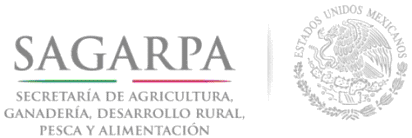 SAGARPA
SECRETARÍA DE AGRICULTURA,
GANADERÍA, DESARROLLO RURAL,
PESCA Y ALIMENTACIÓN
ESTADOS UNIDOS MEXICANOS